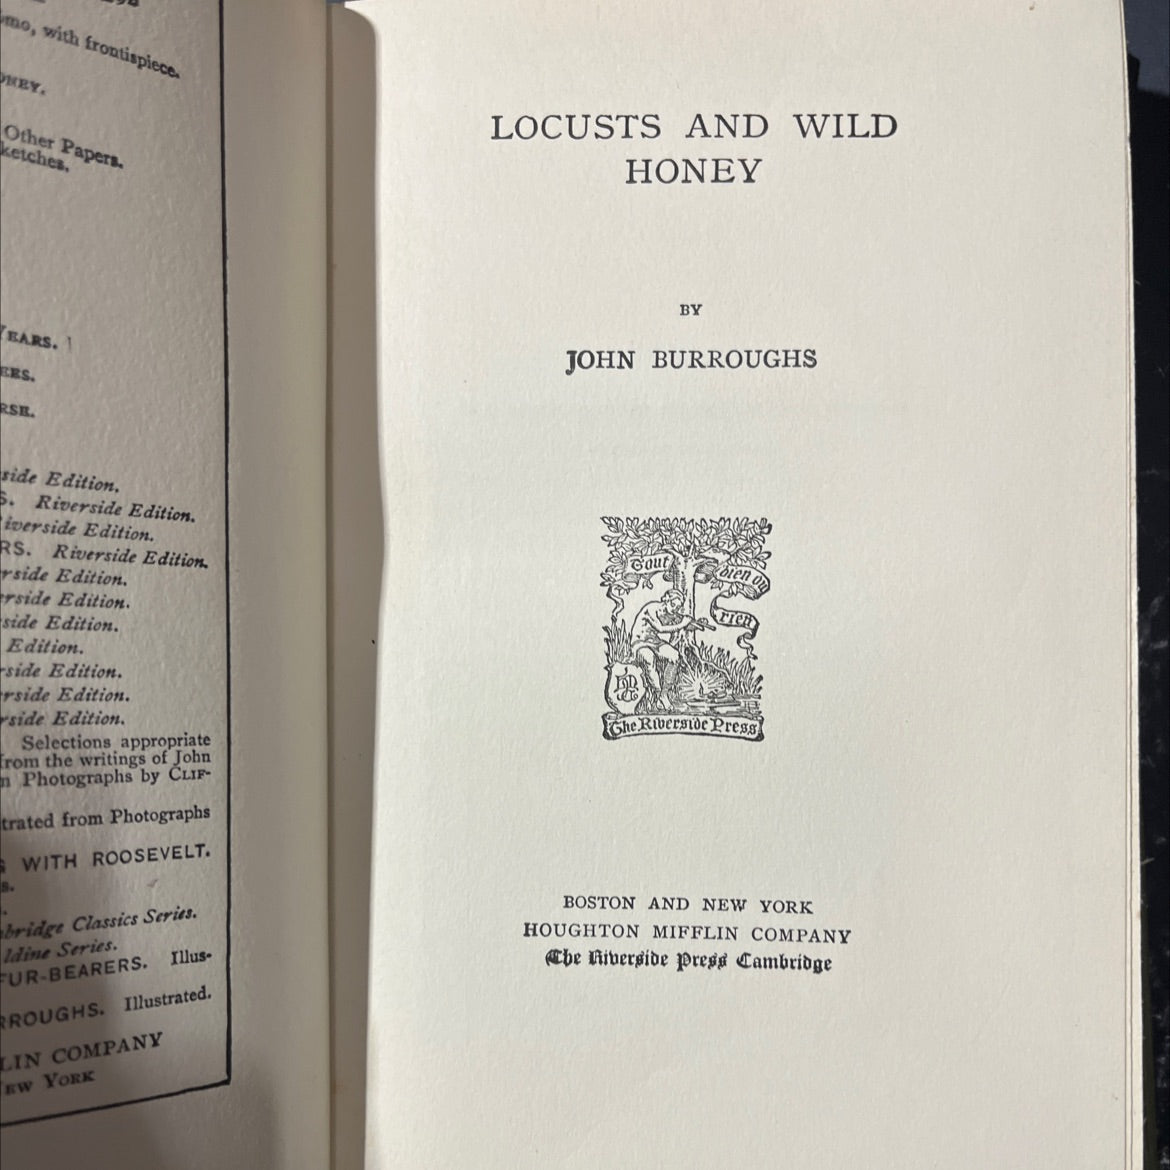 mo, with frontispiece.
Other Papers.
ketches.
EARS.
side Edition.
S. Riverside Edition.
iverside Edition.
RS. Riverside Edition.
rside Edition.
rside Edition.
side Edition.
Edition.
rside Edition.
rside Edition.
rside Edition.
Selections appropriate
from the writings of John
n Photographs by CLIF-
trated from Photographs
WITH ROOSEVELT.
s.
bridge Classics Series.
ldine Series.
FUR-BEARERS. Illus-
RROUGHS. Illustrated.
LIN COMPANY
EW YORK
LOCUSTS AND WILD
HONEY
BY
JOHN BURROUGHS
Tout
bien ou
rien
The Riverside Press
BOSTON AND NEW YORK
HOUGHTON MIFFLIN COMPANY
The Riverside Press Cambridge